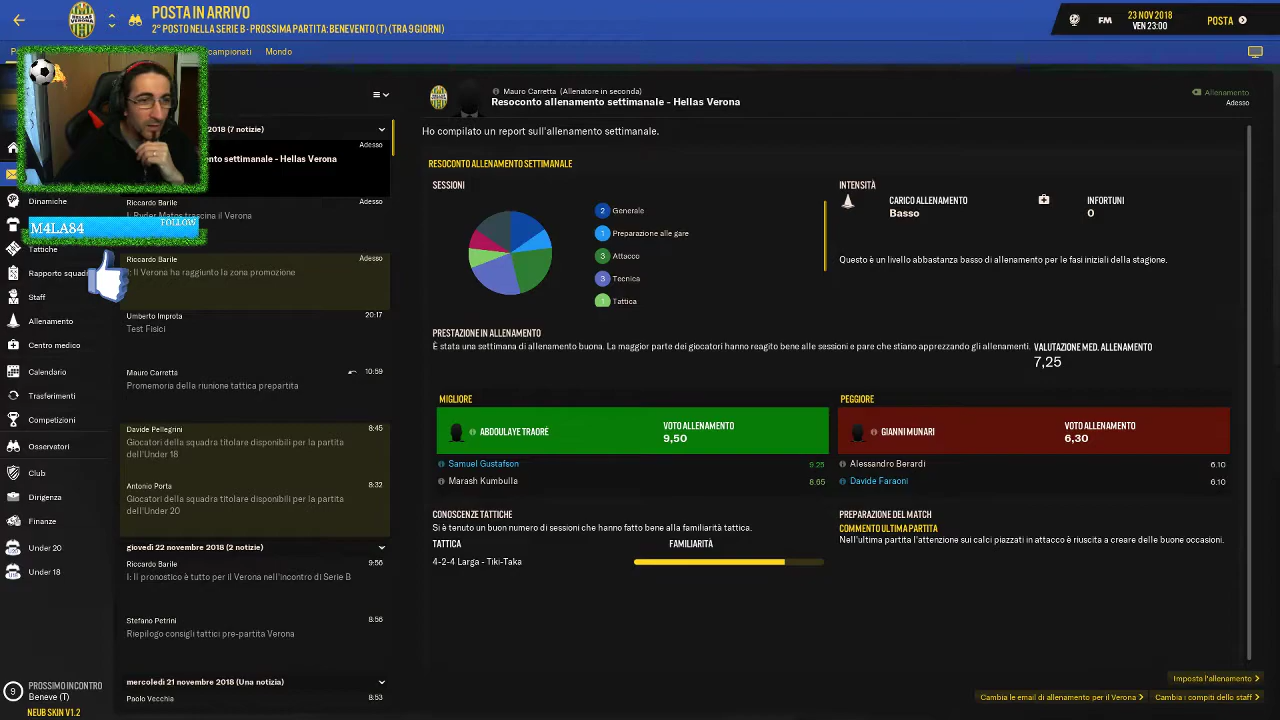 POSTA IN ARRIVO
2° POSTO NELLA SERIE B - PROSSIMA PARTITA: BENEVENTO (T) (TRA 9 GIORNI)
FM
23 NOV 2018
VEN 23:00
POSTA
Mondo
M4LA84
FOLLOW
Dinamiche
Tattiche
Staff
Allenamento
Centro medico
Calendario
Trasferimenti
Competizioni
Osservatori
Club
Dirigenza
Finanze
Under 20
Under 18
9
PROSSIMO INCONTRO
Beneve (T)
NEUB SKIN V1.2
2018 (7 notizie)
Adesso
settimanale - Hellas Verona
Riccardo Barile
Adesso
I: Ryder Matos trascina il Verona
Riccardo Barile
Adesso
I: Il Verona ha raggiunto la zona promozione
Umberto Improta
20:17
Test Fisici
Mauro Carretta
10:59
Promemoria della riunione tattica prepartita
Davide Pellegrini
8:45
Giocatori della squadra titolare disponibili per la partita
dell'Under 18
Antonio Porta
8:32
Giocatori della squadra titolare disponibili per la partita
dell'Under 20
giovedì 22 novembre 2018 (2 notizie)
Riccardo Barile
9:56
I: Il pronostico è tutto per il Verona nell'incontro di Serie B
Stefano Petrini
8:56
Riepilogo consigli tattici pre-partita Verona
mercoledì 21 novembre 2018 (Una notizia)
Paolo Vecchia
8:53
Mauro Carretta (Allenatore in seconda)
Resoconto allenamento settimanale - Hellas Verona
Allenamento
Adesso
Ho compilato un report sull'allenamento settimanale.
RESOCONTO ALLENAMENTO SETTIMANALE
SESSIONI
2 Generale
1 Preparazione alle gare
3 Attacco
3 Tecnica
1 Tattica
INTENSITÀ
CARICO ALLENAMENTO
Basso
INFORTUNI
0
Questo è un livello abbastanza basso di allenamento per le fasi iniziali della stagione.
PRESTAZIONE IN ALLENAMENTO
È stata una settimana di allenamento buona. La maggior parte dei giocatori hanno reagito bene alle sessioni e pare che stiano apprezzando gli allenamenti.
VALUTAZIONE MED. ALLENAMENTO
7,25
MIGLIORE
ABDOULAYE TRAORÉ
VOTO ALLENAMENTO
9,50
Samuel Gustafson 9.25
Marash Kumbulla 8.65
PEGGIORE
GIANNI MUNARI
VOTO ALLENAMENTO
6,30
Alessandro Berardi 6.10
Davide Faraoni 6.10
CONOSCENZE TATTICHE
Si è tenuto un buon numero di sessioni che hanno fatto bene alla familiarità tattica.
TATTICA
FAMILIARITÀ
4-2-4 Larga - Tiki-Taka
PREPARAZIONE DEL MATCH
COMMENTO ULTIMA PARTITA
Nell'ultima partita l'attenzione sui calci piazzati in attacco è riuscita a creare delle buone occasioni.
Imposta l'allenamento
Cambia le email di allenamento per il Verona
Cambia i compiti dello staff